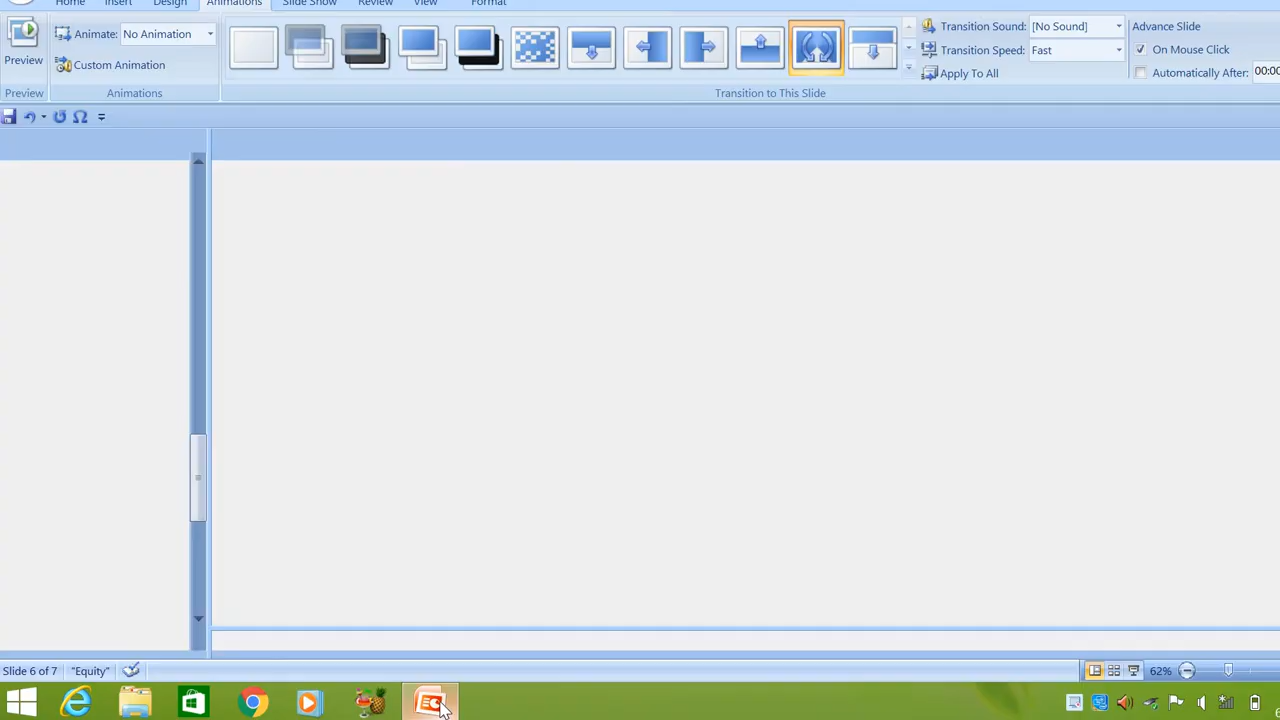 Home Insert Design Animations Slide Show Review View Format
Preview
Animate: No Animation
Custom Animation
Transition Sound: [No Sound]
Transition Speed: Fast
Apply To All
Advance Slide
On Mouse Click
Automatically After: 00:00
Preview Animations Transition to This Slide
Slide 6 of 7 "Equity" 62%